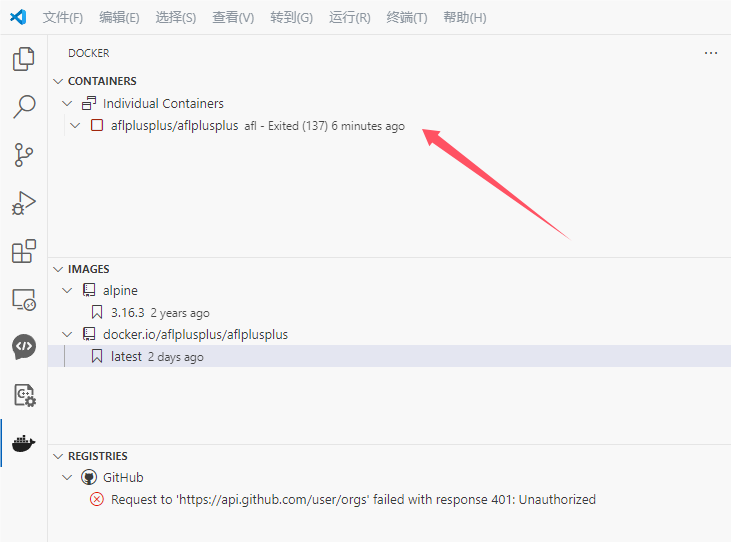 文件(F) 编辑(E) 选择(S) 查看(V) 转到(G) 运行(R) 终端(T) 帮助(H)
DOCKER
CONTAINERS
Individual Containers
aflplusplus/aflplusplus afl - Exited (137) 6 minutes ago
IMAGES
alpine
3.16.3 2 years ago
docker.io/aflplusplus/aflplusplus
latest 2 days ago
REGISTRIES
GitHub
Request to 'https://api.github.com/user/orgs' failed with response 401: Unauthorized